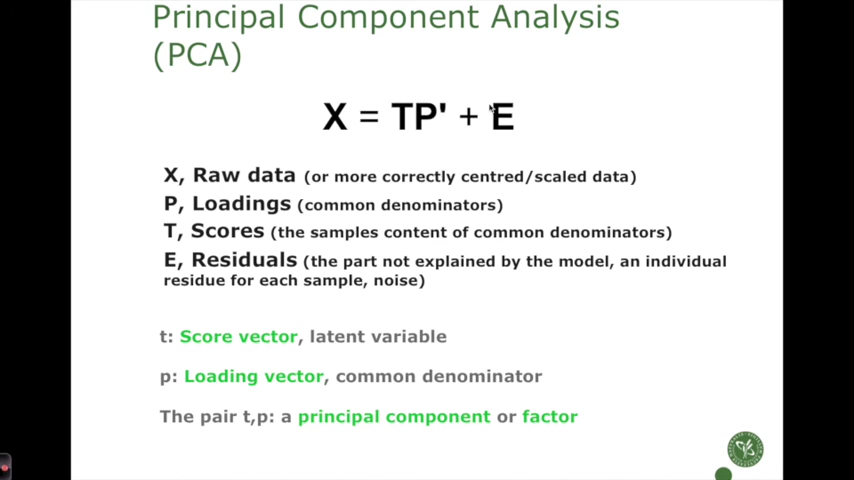 Principal Component Analysis
(PCA)
X = TP' + E
X, Raw data (or more correctly centred/scaled data)
P, Loadings (common denominators)
T, Scores (the samples content of common denominators)
E, Residuals (the part not explained by the model, an individual
residue for each sample, noise)
t: Score vector, latent variable
p: Loading vector, common denominator
The pair t,p: a principal component or factor